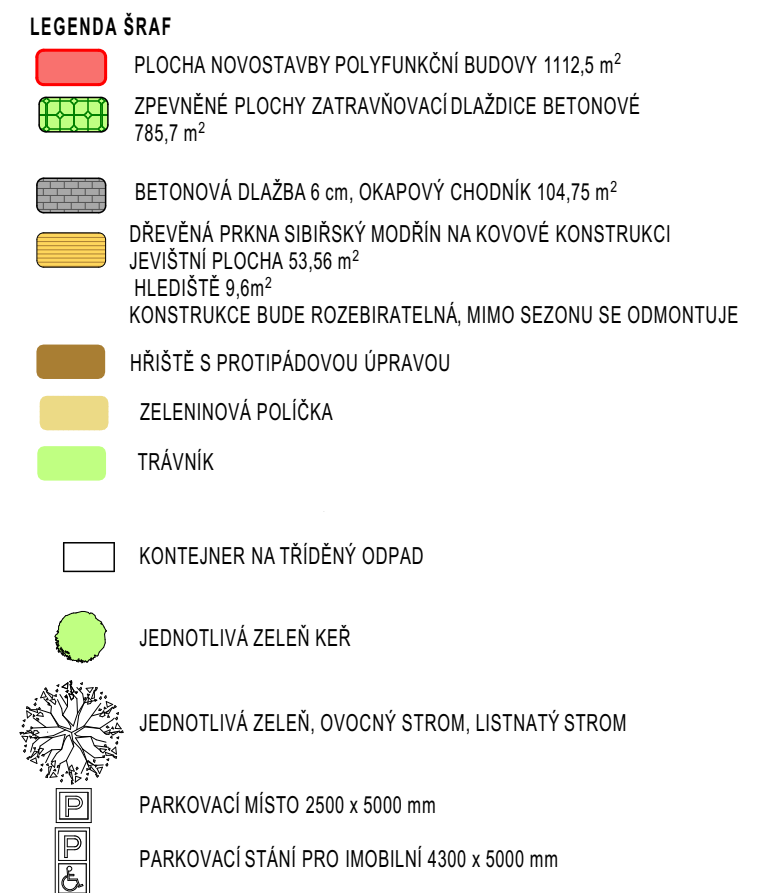 LEGENDA ŠRAF
PLOCHA NOVOSTAVBY POLYFUNKČNÍ BUDOVY 1112,5 m²
ZPEVNĚNÉ PLOCHY ZATRAVŇOVACÍ DLAŽDICE BETONOVÉ
785,7 m²
BETONOVÁ DLAŽBA 6 cm, OKAPOVÝ CHODNÍK 104,75 m²
DŘEVĚNÁ PRKNA SIBIŘSKÝ MODŘÍN NA KOVOVÉ KONSTRUKCI
JEVIŠTNÍ PLOCHA 53,56 m²
HLEDIŠTĚ 9,6m²
KONSTRUKCE BUDE ROZEBIRATELNÁ, MIMO SEZONU SE ODMONTUJE
HŘIŠTĚ S PROTIPÁDOVOU ÚPRAVOU
ZELENINOVÁ POLÍČKA
TRÁVNÍK
KONTEJNER NA TŘÍDĚNÝ ODPAD
JEDNOTLIVÁ ZELEŇ KEŘ
JEDNOTLIVÁ ZELEŇ, OVOCNÝ STROM, LISTNATÝ STROM
P PARKOVACÍ MÍSTO 2500 x 5000 mm
P PARKOVACÍ STÁNÍ PRO IMOBILNÍ 4300 x 5000 mm